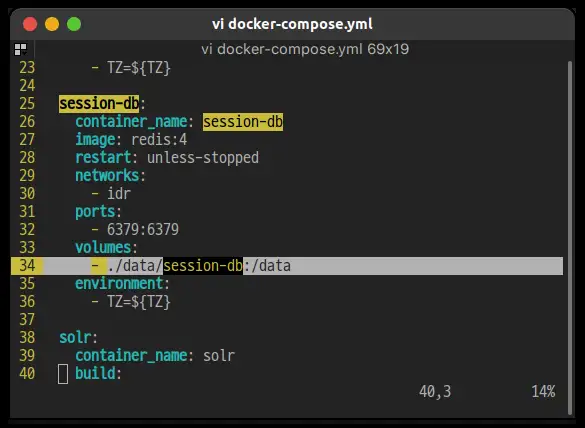 vi docker-compose.yml
vi docker-compose.yml 69x19
23       - TZ=${TZ}
24
25   session-db:
26     container_name: session-db
27     image: redis:4
28     restart: unless-stopped
29     networks:
30       - idr
31     ports:
32       - 6379:6379
33     volumes:
34       - ./data/session-db:/data
35     environment:
36       - TZ=${TZ}
37
38   solr:
39     container_name: solr
40     build:
40,3          14%